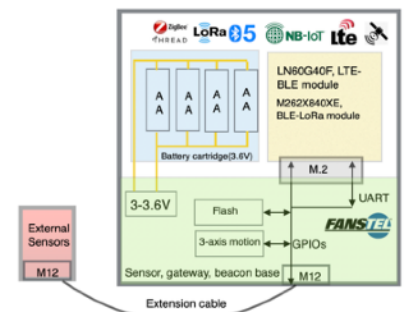 ZigBee
THREAD
LoRa
5
NB-IoT
lte
A A A A
A A A A
Battery cartridge(3.6V)
LN60G40F, LTE-
BLE module
M262X840XE,
BLE-LoRa module
M.2
3-3.6V
Flash
UART
FANSTEL
3-axis motion
GPIOs
External
Sensors
M12
Sensor, gateway, beacon base
M12
Extension cable